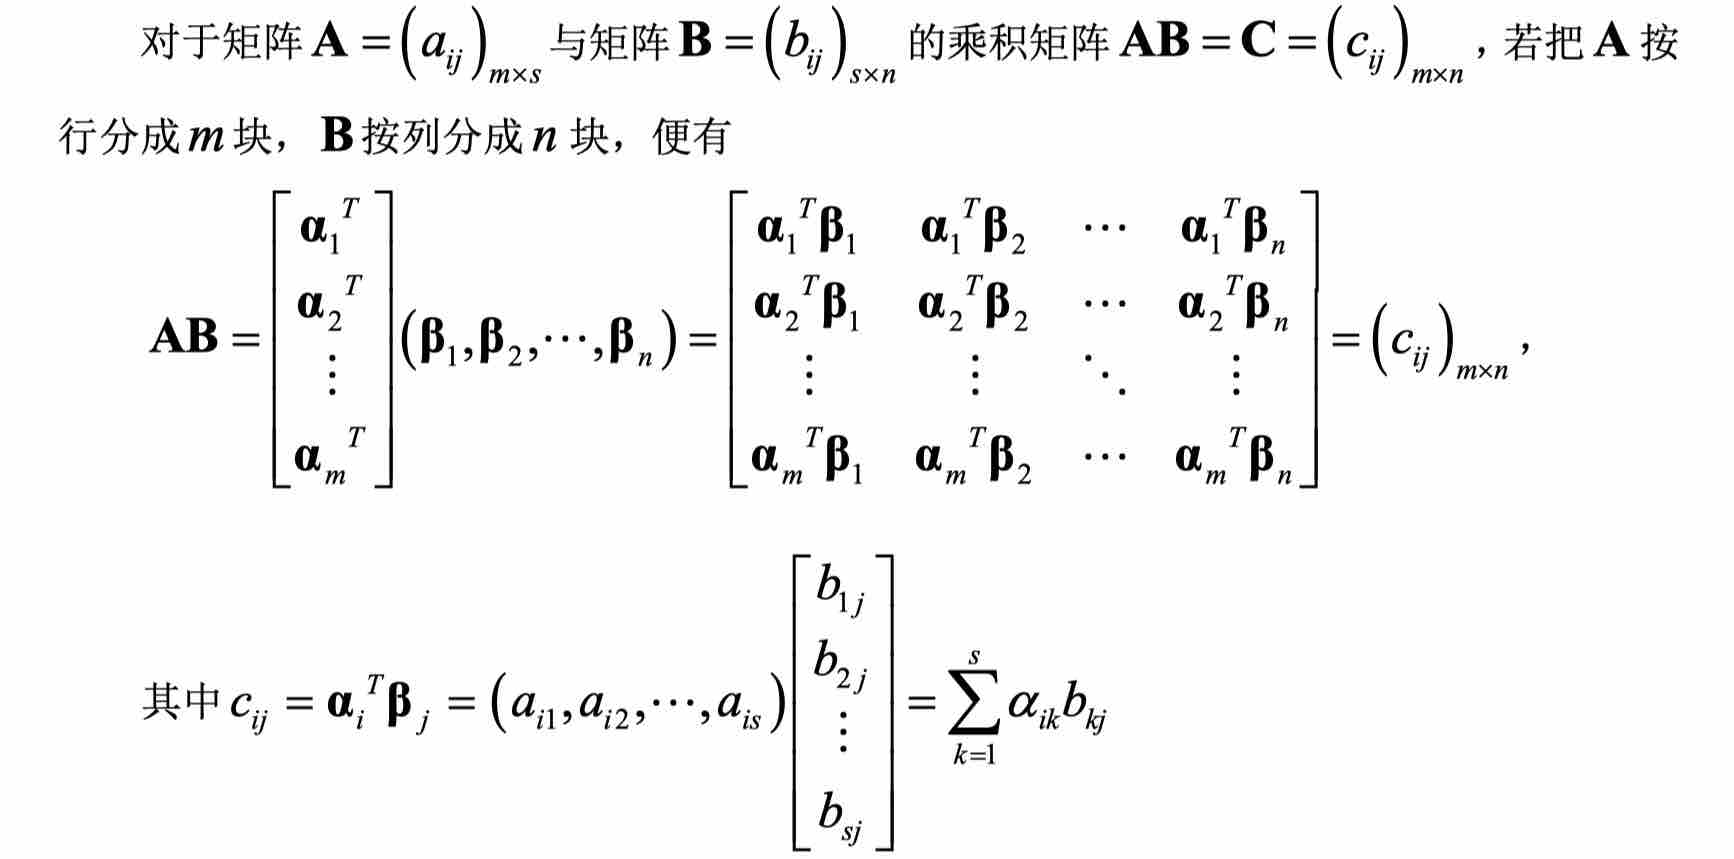 对于矩阵 $\mathbf{A}=\left(a_{ij}\right)_{m\times s}$ 与矩阵 $\mathbf{B}=\left(b_{ij}\right)_{s\times n}$ 的乘积矩阵 $\mathbf{AB}=\mathbf{C}=\left(c_{ij}\right)_{m\times n}$，若把 $\mathbf{A}$ 按
行分成 $m$ 块，$\mathbf{B}$ 按列分成 $n$ 块，便有
$\mathbf{AB}=\begin{bmatrix}\boldsymbol{\alpha}_1{}^T\\ \boldsymbol{\alpha}_2{}^T\\ \vdots\\ \boldsymbol{\alpha}_m{}^T\end{bmatrix}\left(\boldsymbol{\beta}_1,\boldsymbol{\beta}_2,\cdots,\boldsymbol{\beta}_n\right)=\begin{bmatrix}\boldsymbol{\alpha}_1{}^T\boldsymbol{\beta}_1&\boldsymbol{\alpha}_1{}^T\boldsymbol{\beta}_2&\cdots&\boldsymbol{\alpha}_1{}^T\boldsymbol{\beta}_n\\ \boldsymbol{\alpha}_2{}^T\boldsymbol{\beta}_1&\boldsymbol{\alpha}_2{}^T\boldsymbol{\beta}_2&\cdots&\boldsymbol{\alpha}_2{}^T\boldsymbol{\beta}_n\\ \vdots&\vdots&\ddots&\vdots\\ \boldsymbol{\alpha}_m{}^T\boldsymbol{\beta}_1&\boldsymbol{\alpha}_m{}^T\boldsymbol{\beta}_2&\cdots&\boldsymbol{\alpha}_m{}^T\boldsymbol{\beta}_n\end{bmatrix}=\left(c_{ij}\right)_{m\times n}$，
其中 $c_{ij}=\boldsymbol{\alpha}_i{}^T\boldsymbol{\beta}_j=\left(a_{i1},a_{i2},\cdots,a_{is}\right)\begin{bmatrix}b_{1j}\\ b_{2j}\\ \vdots\\ b_{sj}\end{bmatrix}=\sum_{k=1}^{s}\alpha_{ik}b_{kj}$